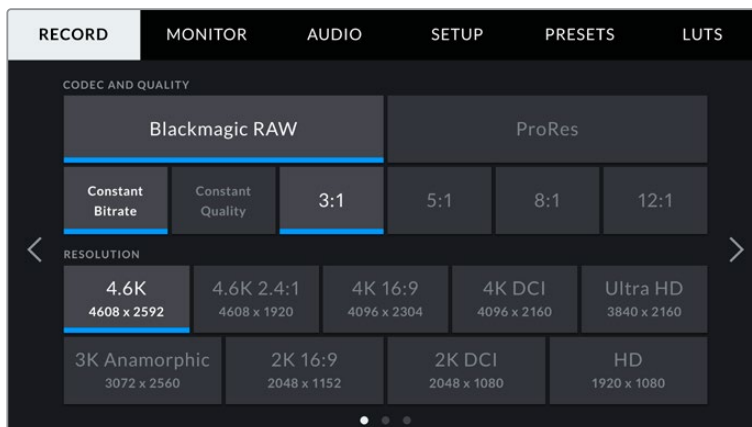 RECORD MONITOR AUDIO SETUP PRESETS LUTS
CODEC AND QUALITY
Blackmagic RAW ProRes
Constant Bitrate Constant Quality 3:1 5:1 8:1 12:1
RESOLUTION
4.6K 4.6K 2.4:1 4K 16:9 4K DCI Ultra HD
4608 x 2592 4608 x 1920 4096 x 2304 4096 x 2160 3840 x 2160
3K Anamorphic 2K 16:9 2K DCI HD
3072 x 2560 2048 x 1152 2048 x 1080 1920 x 1080